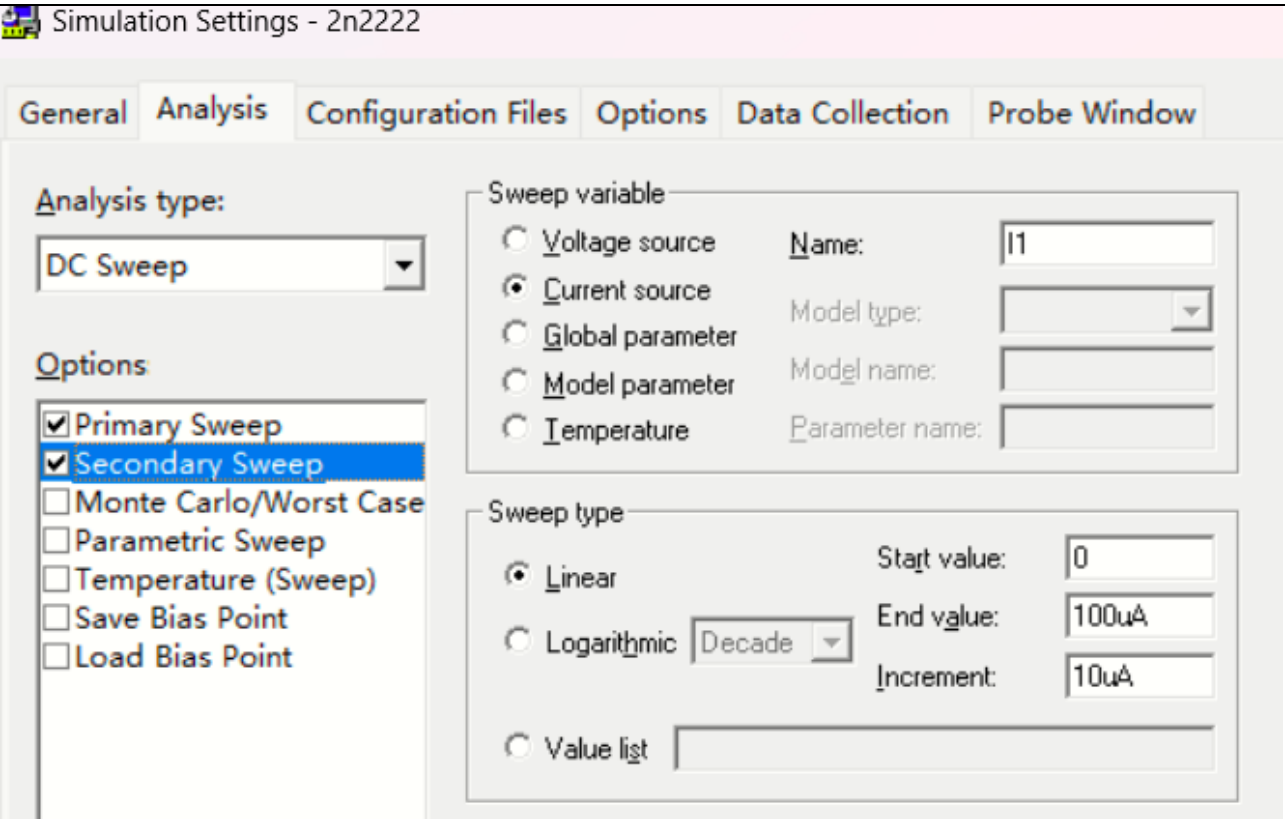 Simulation Settings - 2n2222
General Analysis Configuration Files Options Data Collection Probe Window
Analysis type:
DC Sweep
Options
Primary Sweep
Secondary Sweep
Monte Carlo/Worst Case
Parametric Sweep
Temperature (Sweep)
Save Bias Point
Load Bias Point
Sweep variable
Voltage source
Current source
Global parameter
Model parameter
Temperature
Name: I1
Model type:
Model name:
Parameter name:
Sweep type
Linear
Logarithmic Decade
Value list
Start value: 0
End value: 100uA
Increment: 10uA